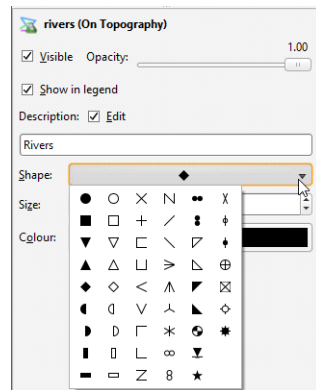 rivers (On Topography)
Visible Opacity: 1.00
Show in legend
Description: Edit
Rivers
Shape:
Size:
Colour: